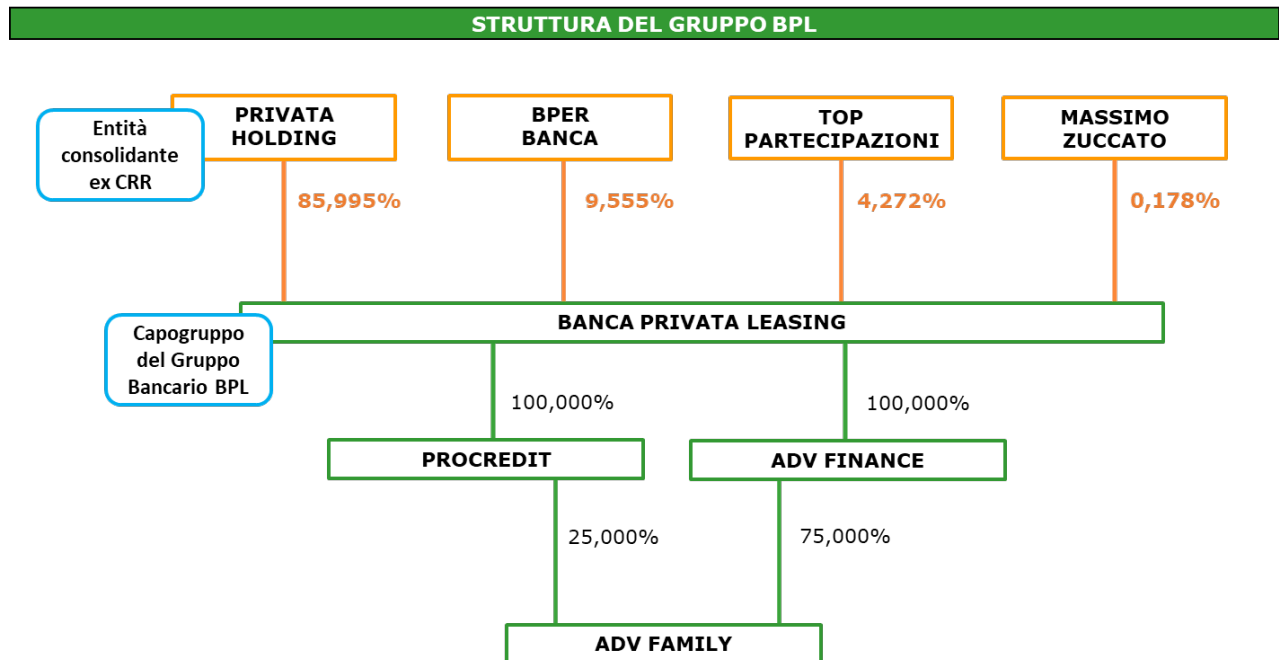 STRUTTURA DEL GRUPPO BPL
Entità
consolidante
ex CRR
PRIVATA
HOLDING
BPER
BANCA
TOP
PARTECIPAZIONI
MASSIMO
ZUCCATO
85,995%
9,555%
4,272%
0,178%
Capogruppo
del Gruppo
Bancario BPL
BANCA PRIVATA LEASING
100,000%
100,000%
PROCREDIT
ADV FINANCE
25,000%
75,000%
ADV FAMILY